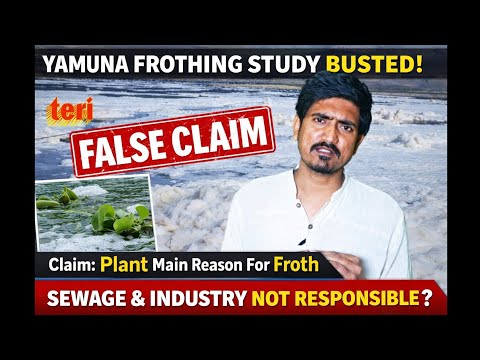 YAMUNA FROTHING STUDY BUSTED!
teri
FALSE CLAIM
Claim: Plant Main Reason For Froth
SEWAGE & INDUSTRY NOT RESPONSIBLE?